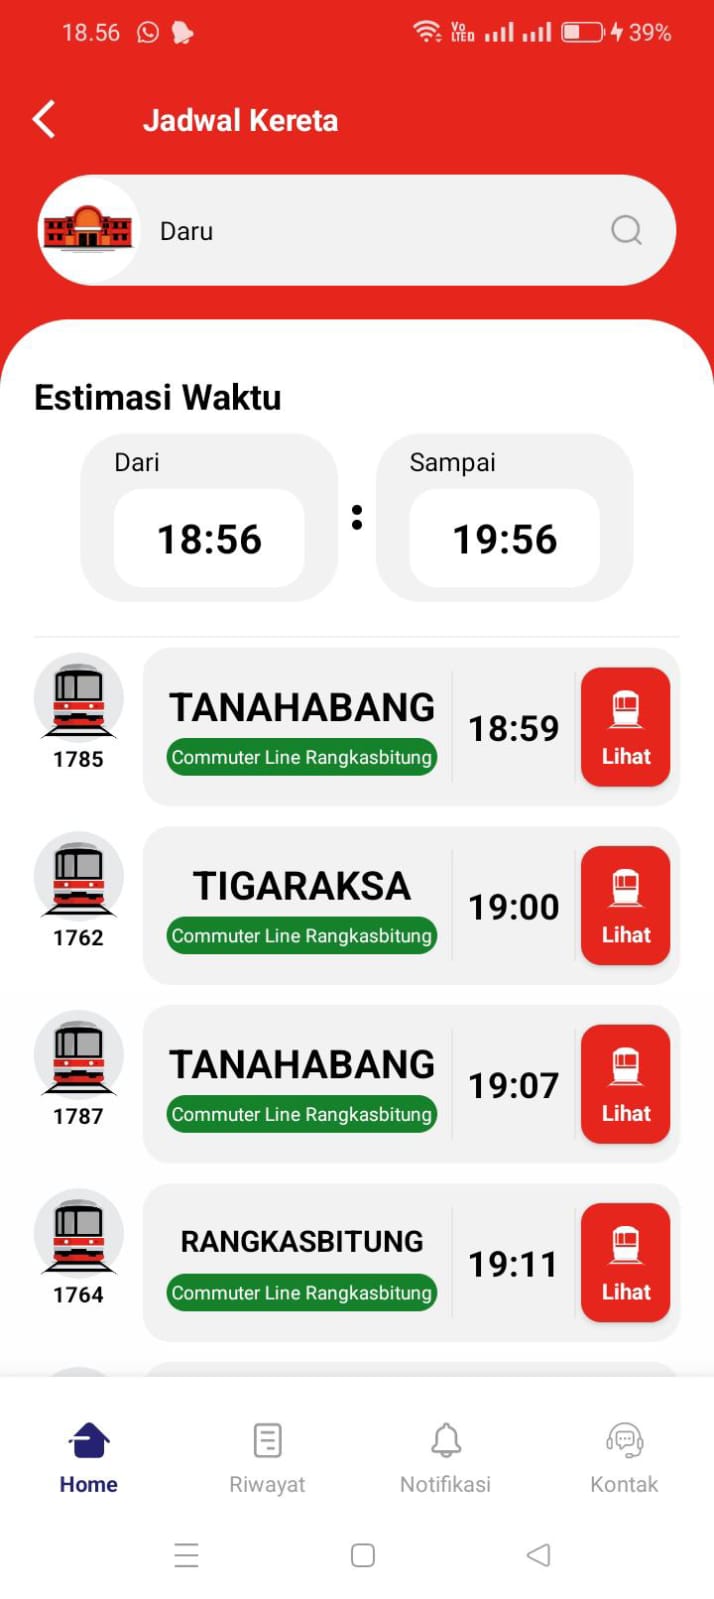 18.56 Vo LTED 39%
Jadwal Kereta
Daru
Estimasi Waktu
Dari Sampai
18:56 : 19:56
TANAHABANG
Commuter Line Rangkasbitung
18:59
Lihat
1785
TIGARAKSA
Commuter Line Rangkasbitung
19:00
Lihat
1762
TANAHABANG
Commuter Line Rangkasbitung
19:07
Lihat
1787
RANGKASBITUNG
Commuter Line Rangkasbitung
19:11
Lihat
1764
Home Riwayat Notifikasi Kontak